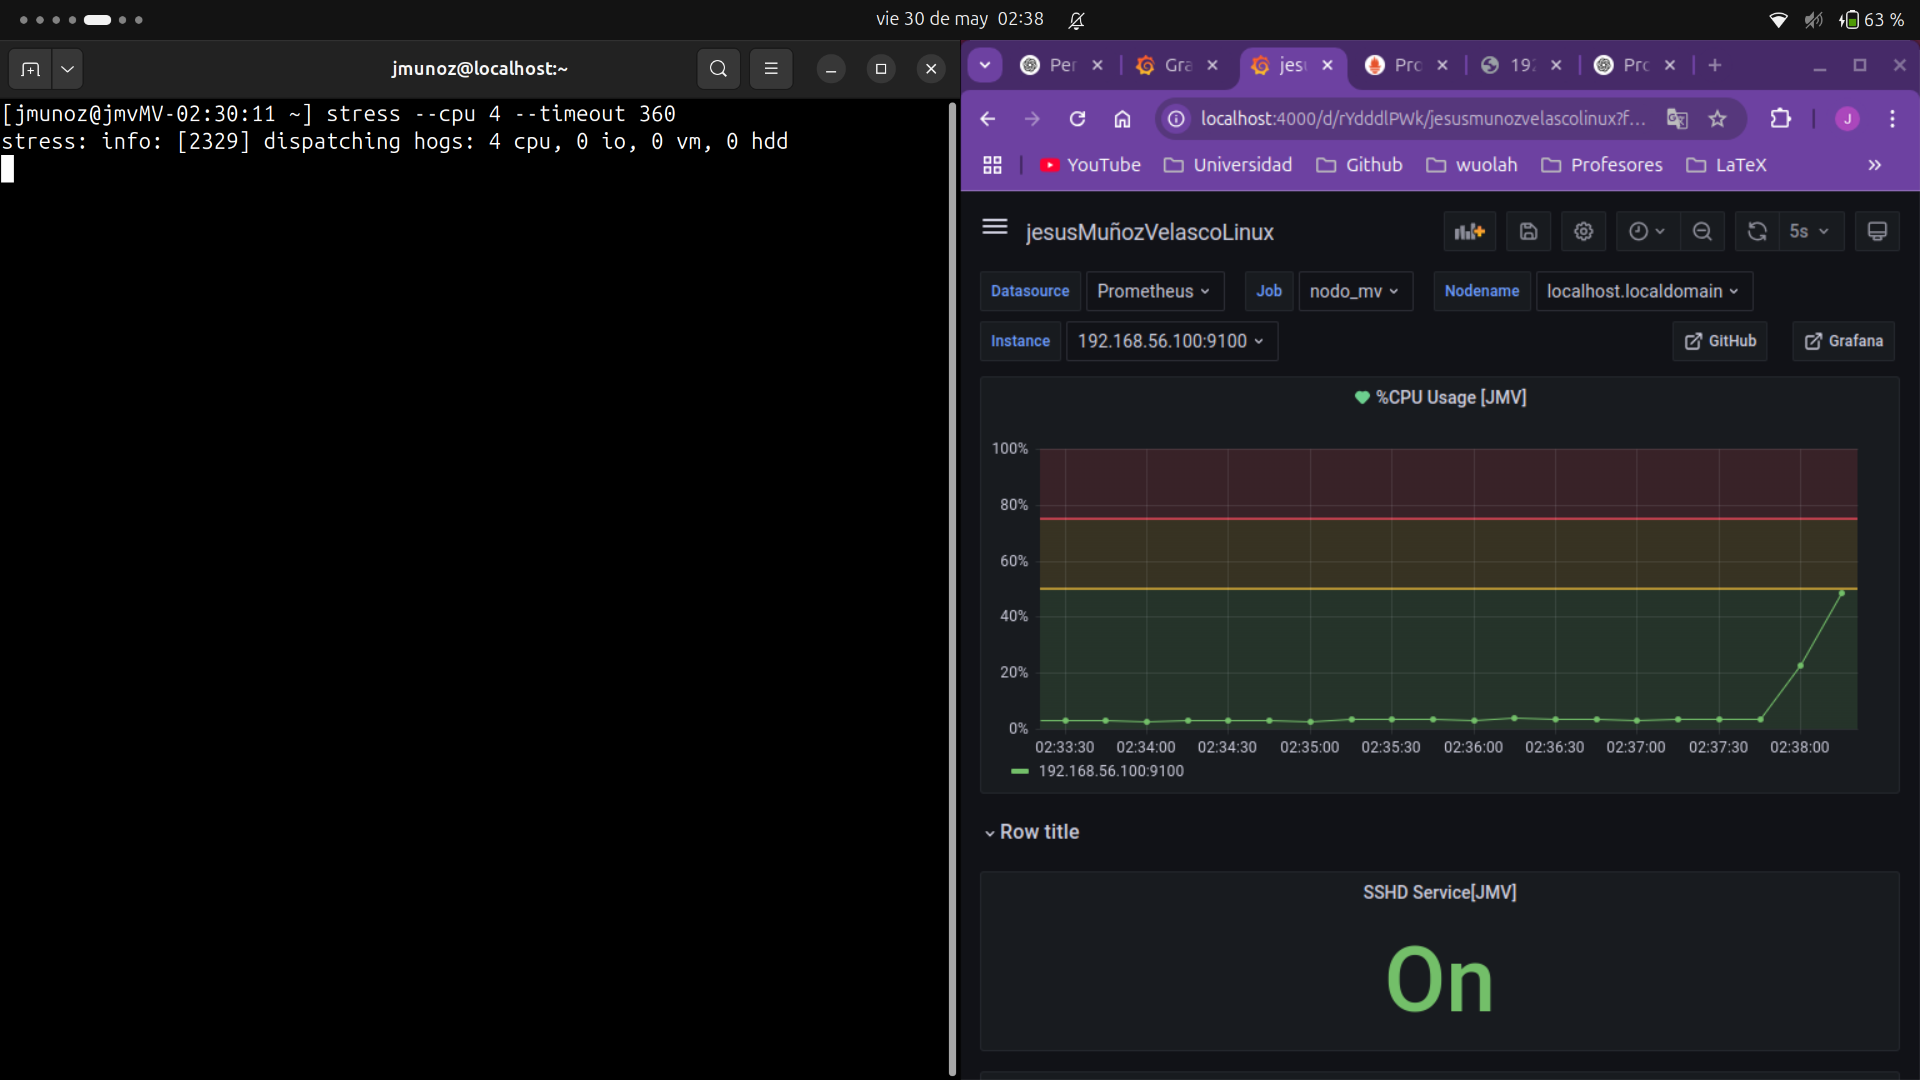 vie 30 de may 02:38
63 %
jmunoz@localhost:~
[jmunoz@jmvMV-02:30:11 ~] stress --cpu 4 --timeout 360
stress: info: [2329] dispatching hogs: 4 cpu, 0 io, 0 vm, 0 hdd
Per Gra jesu Pro 192 Pro
localhost:4000/d/rYdddlPWk/jesusmunozvelascolinux?f...
J
YouTube Universidad Github wuolah Profesores LaTeX »
jesusMuñozVelascoLinux
5s
Datasource Prometheus Job nodo_mv Nodename localhost.localdomain
Instance 192.168.56.100:9100 GitHub Grafana
%CPU Usage [JMV]
100%
80%
60%
40%
20%
0%
02:33:30 02:34:00 02:34:30 02:35:00 02:35:30 02:36:00 02:36:30 02:37:00 02:37:30 02:38:00
192.168.56.100:9100
Row title
SSHD Service[JMV]
On